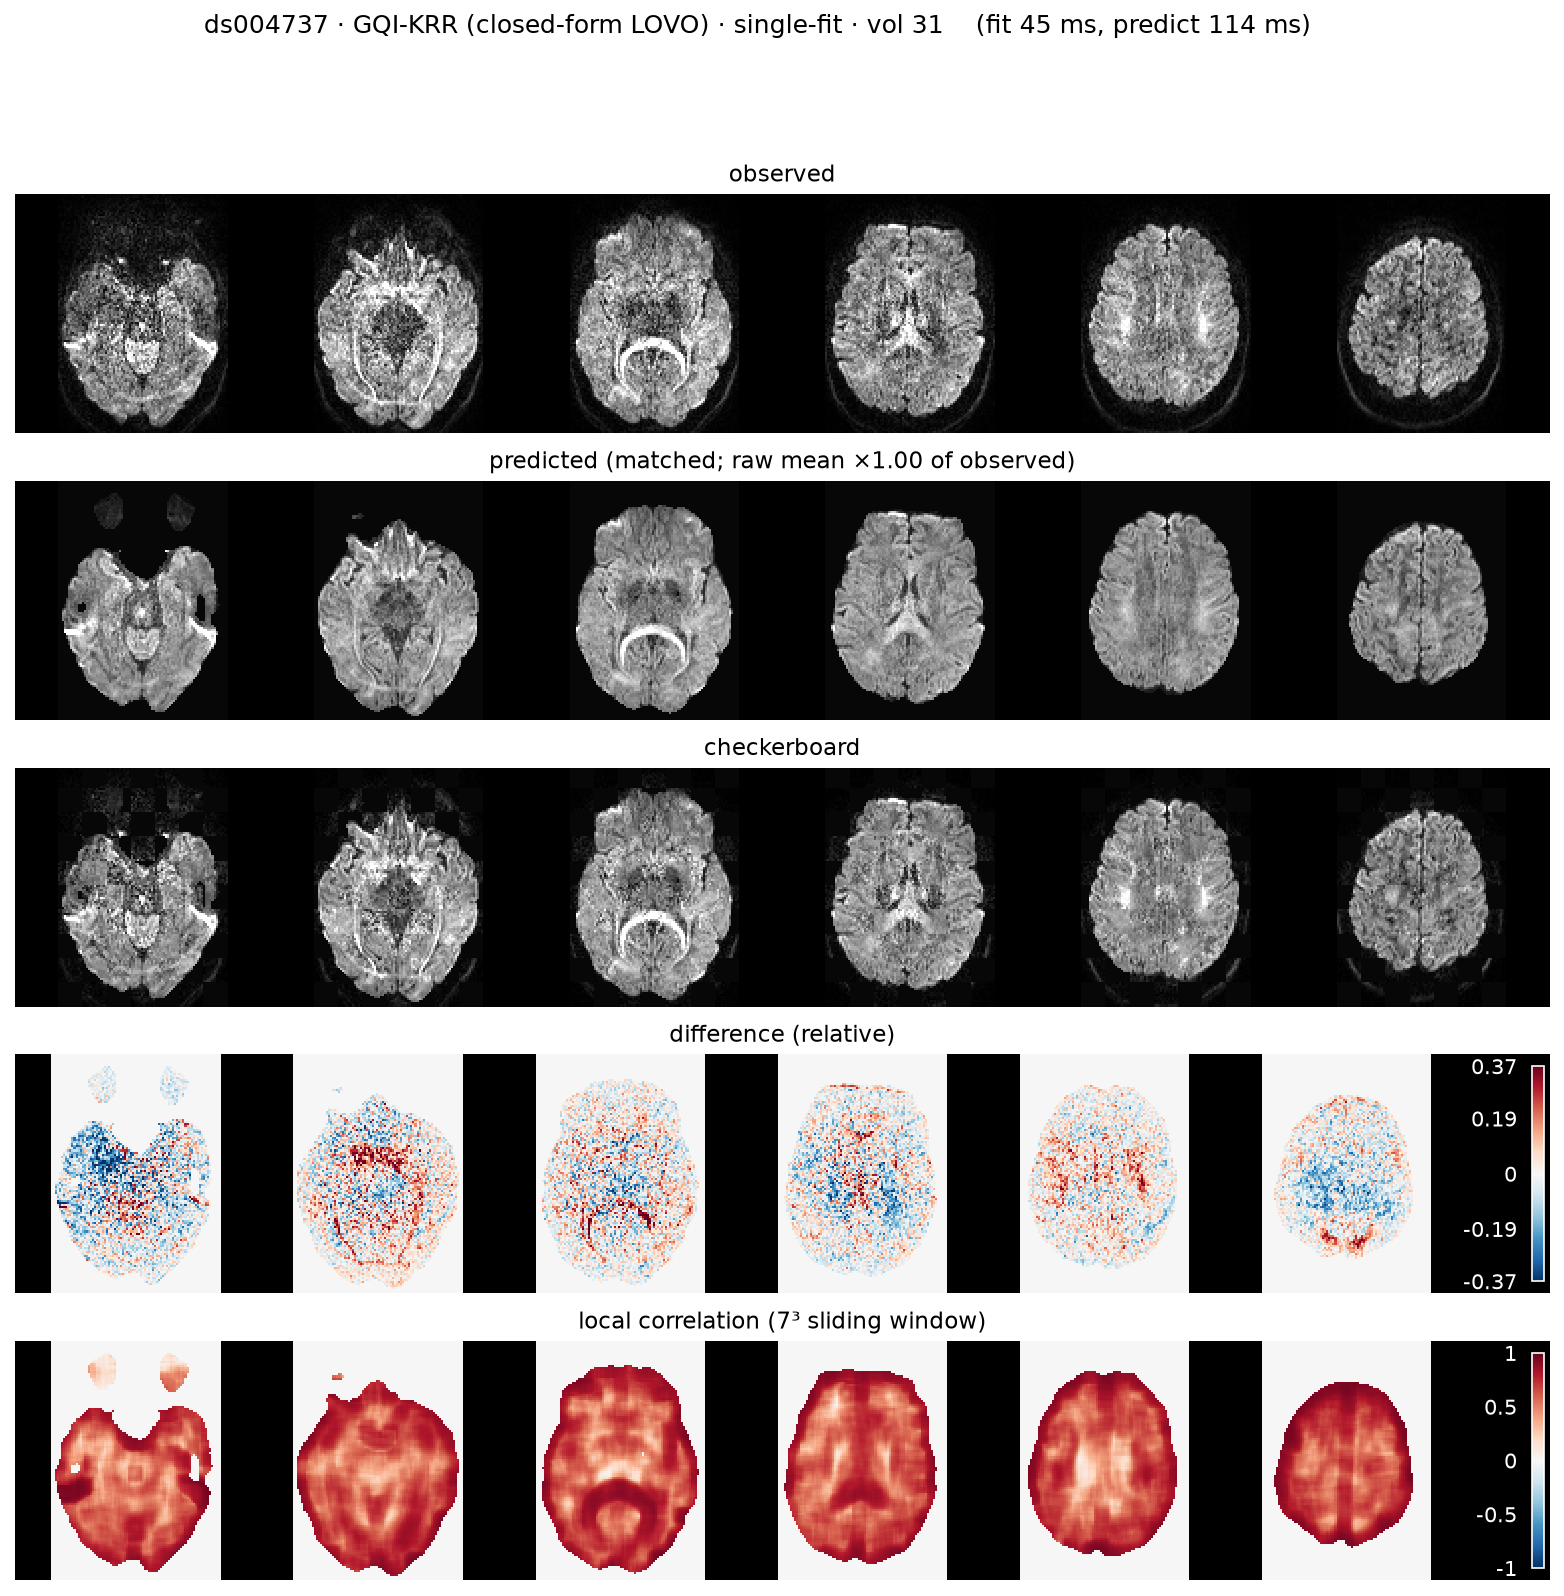 ds004737 · GQI-KRR (closed-form LOVO) · single-fit · vol 31    (fit 45 ms, predict 114 ms)
observed
predicted (matched; raw mean ×1.00 of observed)
checkerboard
difference (relative)
0.37
0.19
0
-0.19
-0.37
local correlation (7³ sliding window)
1
0.5
0
-0.5
-1